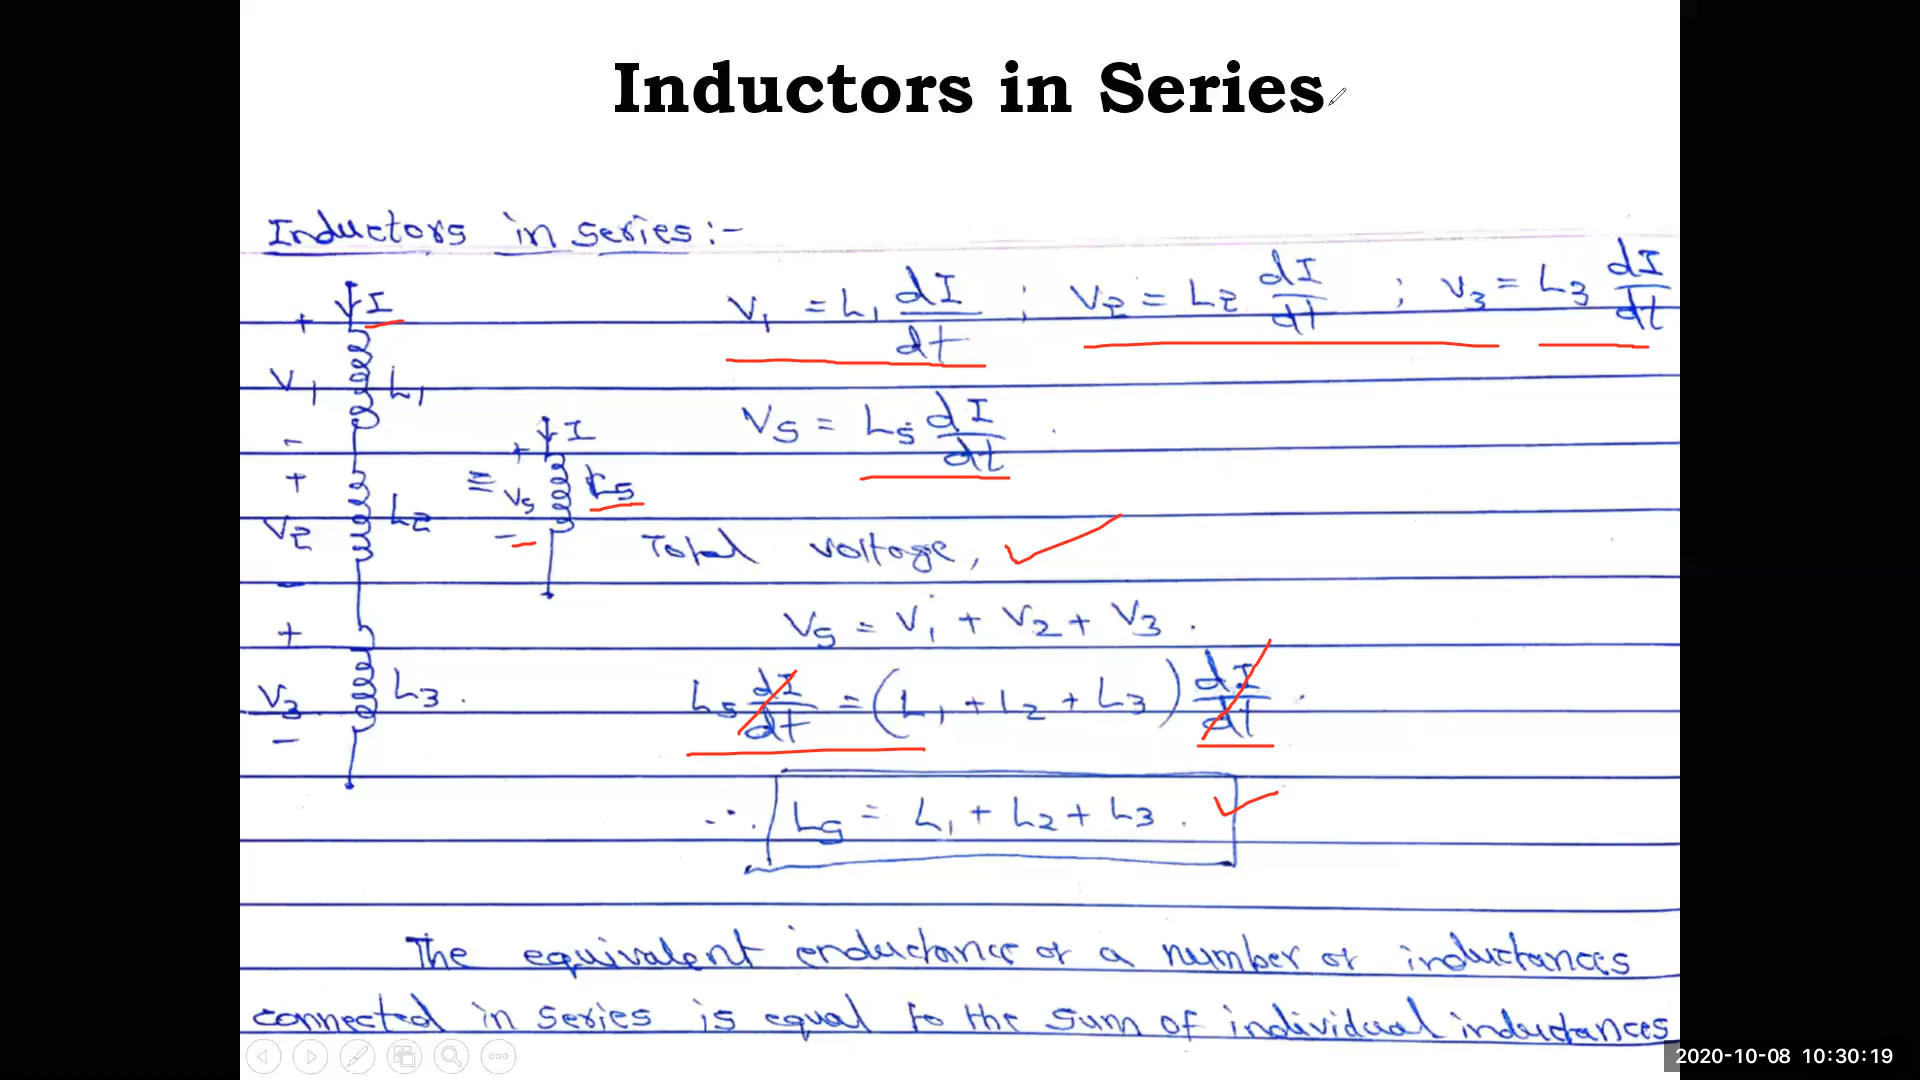 Inductors in Series
Inductors in series:-
I
+
V1 L1
-
+
V2 L2
-
+
V3 L3.
-
≡
I
+
Vs Ls
-
V1 = L1 dI/dt ; V2 = L2 dI/dt ; V3 = L3 dI/dt
Vs = Ls dI/dt .
Total voltage,
Vs = V1 + V2 + V3 .
Ls dI/dt = (L1 + L2 + L3) dI/dt .
∴ Ls = L1 + L2 + L3 .
The equivalent inductance of a number of inductances
connected in series is equal to the sum of individual inductances
2020-10-08 10:30:19